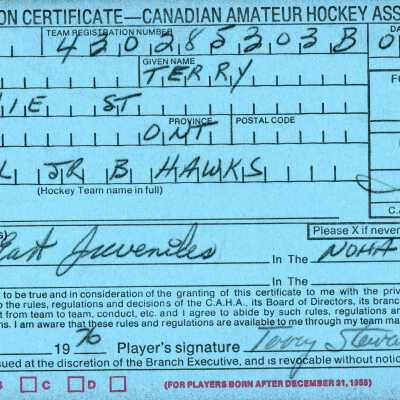 ON CERTIFICATE—CANADIAN AMATEUR HOCKEY ASS
TEAM REGISTRATION NUMBER DA
420285303B 0
GIVEN NAME
TERRY
IE ST
PROVINCE POSTAL CODE
ONT
L JR B HAWKS
(Hockey Team name in full) C.A.
s) Please X if never
East Juveniles In The NOHA
In The
to be true and in consideration of the granting of this certificate to me with the privi
o the rules, regulations and decisions of the C.A.H.A., its Board of Directors, its branc
t from team to team, conduct, etc. and I agree to abide by such rules, regulations an
ns. I am aware that these rules and regulations are available to me through my team ma
19 76 Player's signature Terry Stewa
sued at the discretion of the Branch Executive, and is revocable without notic
B C D (FOR PLAYERS BORN AFTER DECEMBER 31, 1955)